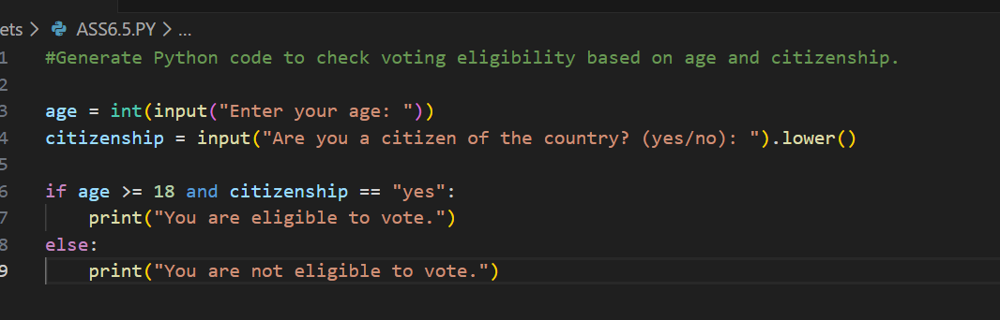 ets > ASS6.5.PY > ...
1 #Generate Python code to check voting eligibility based on age and citizenship.
2
3 age = int(input("Enter your age: "))
4 citizenship = input("Are you a citizen of the country? (yes/no): ").lower()
5
6 if age >= 18 and citizenship == "yes":
7     print("You are eligible to vote.")
8 else:
9     print("You are not eligible to vote.")